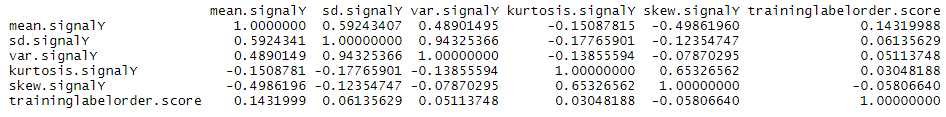 mean.signalY sd.signalY var.signalY kurtosis.signalY skew.signalY traininglabelorder.score
mean.signalY 1.0000000 0.59243407 0.48901495 -0.15087815 -0.49861960 0.14319988
sd.signalY 0.5924341 1.00000000 0.94325366 -0.17765901 -0.12354747 0.06135629
var.signalY 0.4890149 0.94325366 1.00000000 -0.13855594 -0.07870295 0.05113748
kurtosis.signalY -0.1508781 -0.17765901 -0.13855594 1.00000000 0.65326562 0.03048188
skew.signalY -0.4986196 -0.12354747 -0.07870295 0.65326562 1.00000000 -0.05806640
traininglabelorder.score 0.1431999 0.06135629 0.05113748 0.03048188 -0.05806640 1.00000000